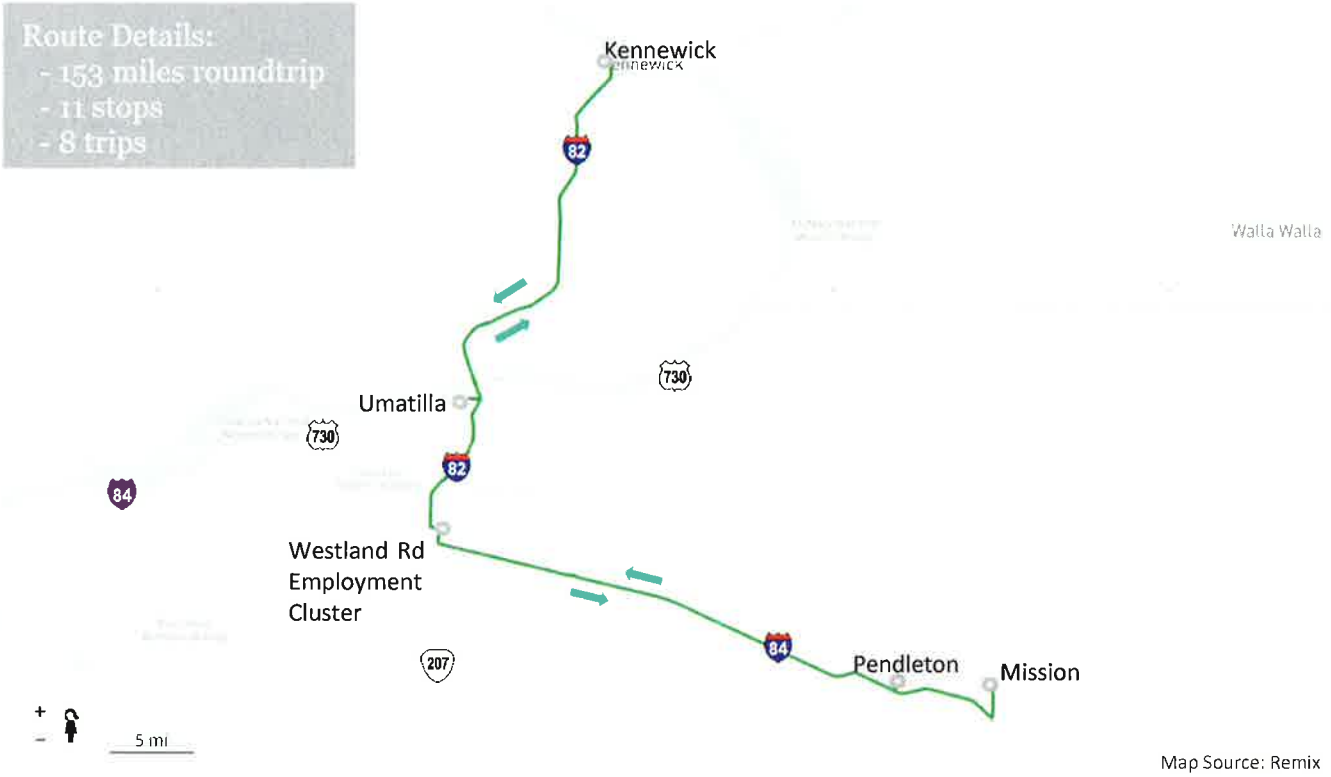 Route Details:
- 153 miles roundtrip
- 11 stops
- 8 trips
Kennewick
ennewick
82
Walla Walla
730
Umatilla
730
82
84
Westland Rd
Employment
Cluster
84
207
Pendleton
Mission
+
-
5 mi
Map Source: Remix